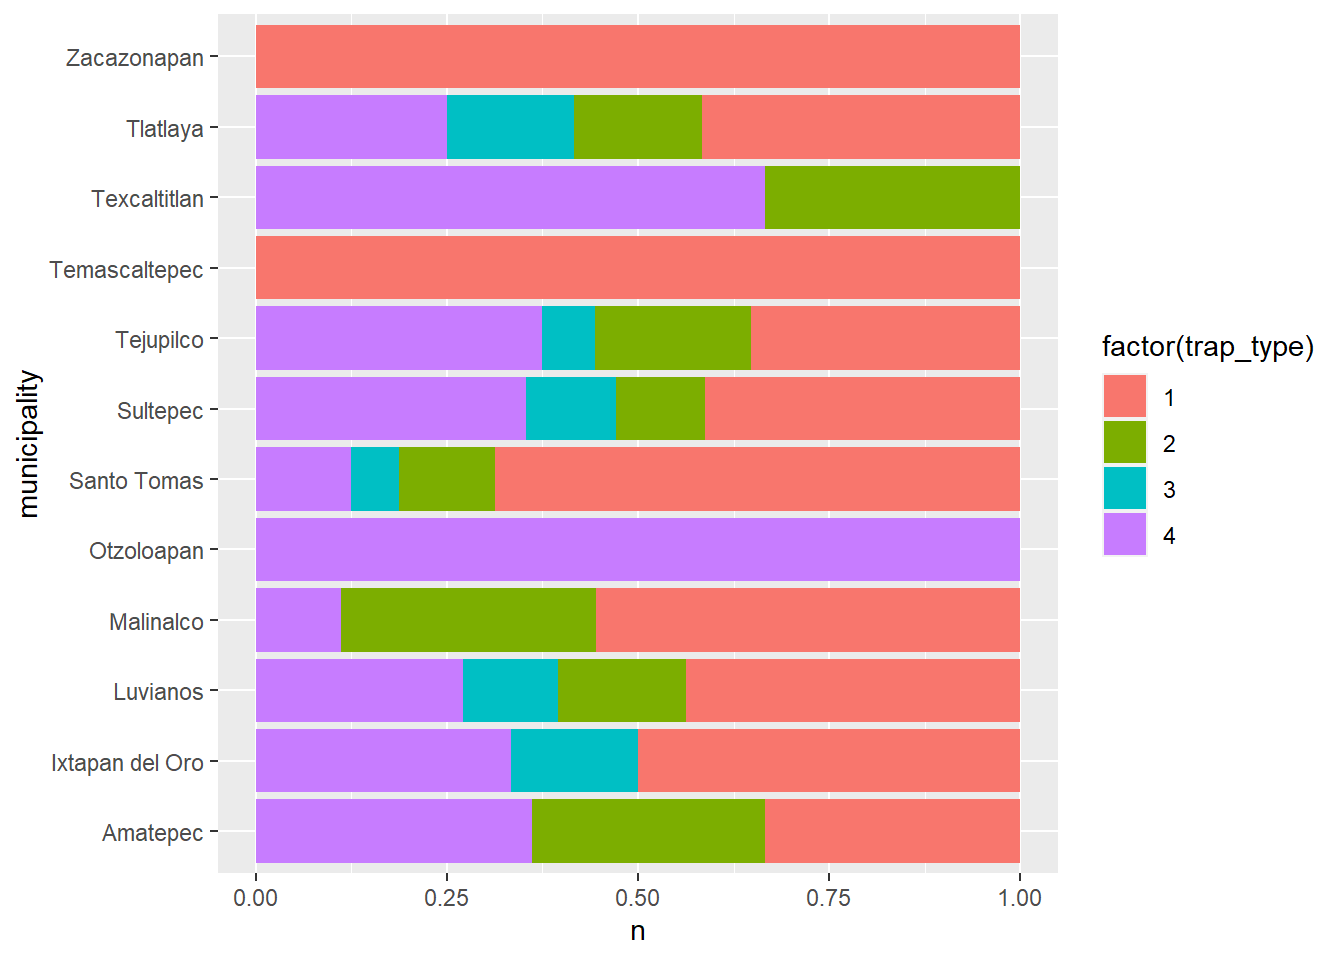 Zacazonapan
Tlatlaya
Texcaltitlan
Temascaltepec
Tejupilco
Sultepec
Santo Tomas
Otzoloapan
Malinalco
Luvianos
Ixtapan del Oro
Amatepec
municipality
0.00 0.25 0.50 0.75 1.00
n
factor(trap_type)
1
2
3
4